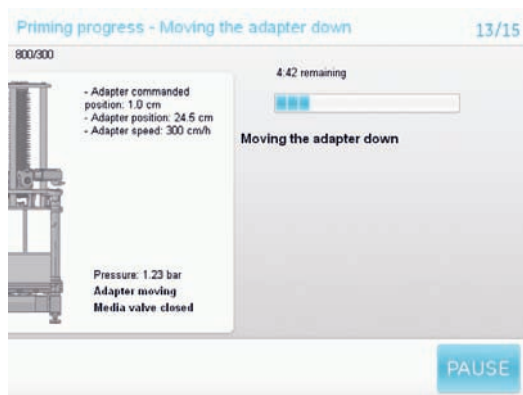 Priming progress - Moving the adapter down
13/15
800/300
4:42 remaining
- Adapter commanded
position: 1.0 cm
- Adapter position: 24.5 cm
- Adapter speed: 300 cm/h
Moving the adapter down
Pressure: 1.23 bar
Adapter moving
Media valve closed
PAUSE